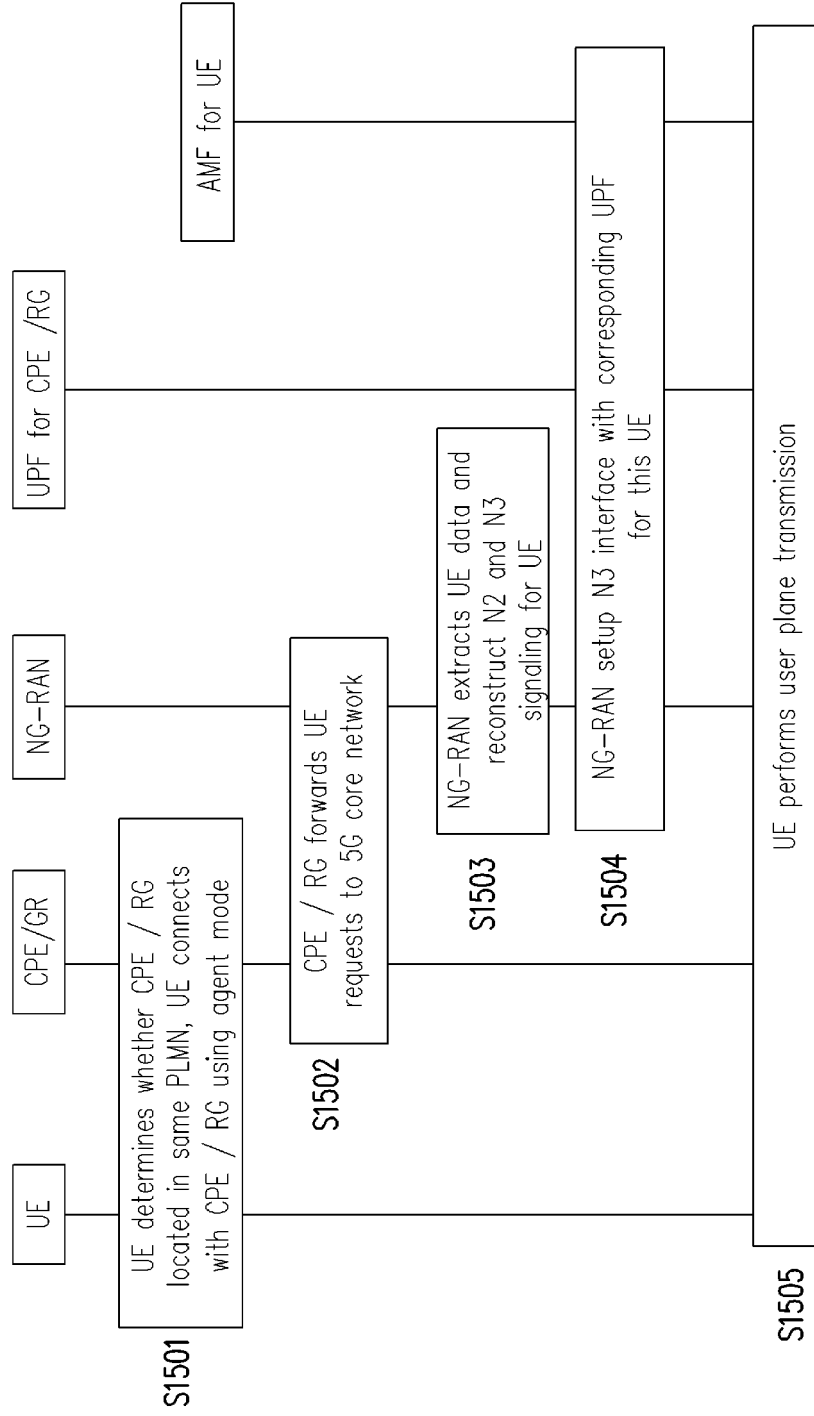 UE
CPE/GR
NG-RAN
UPF for CPE /RG
AMF for UE
S1501
UE determines whether CPE / RG
located in same PLMN, UE connects
with CPE / RG using agent mode
S1502
CPE / RG forwards UE
requests to 5G core network
S1503
NG-RAN extracts UE data and
reconstruct N2 and N3
signaling for UE
S1504
NG-RAN setup N3 interface with corresponding UPF
for this UE
S1505
UE performs user plane transmission